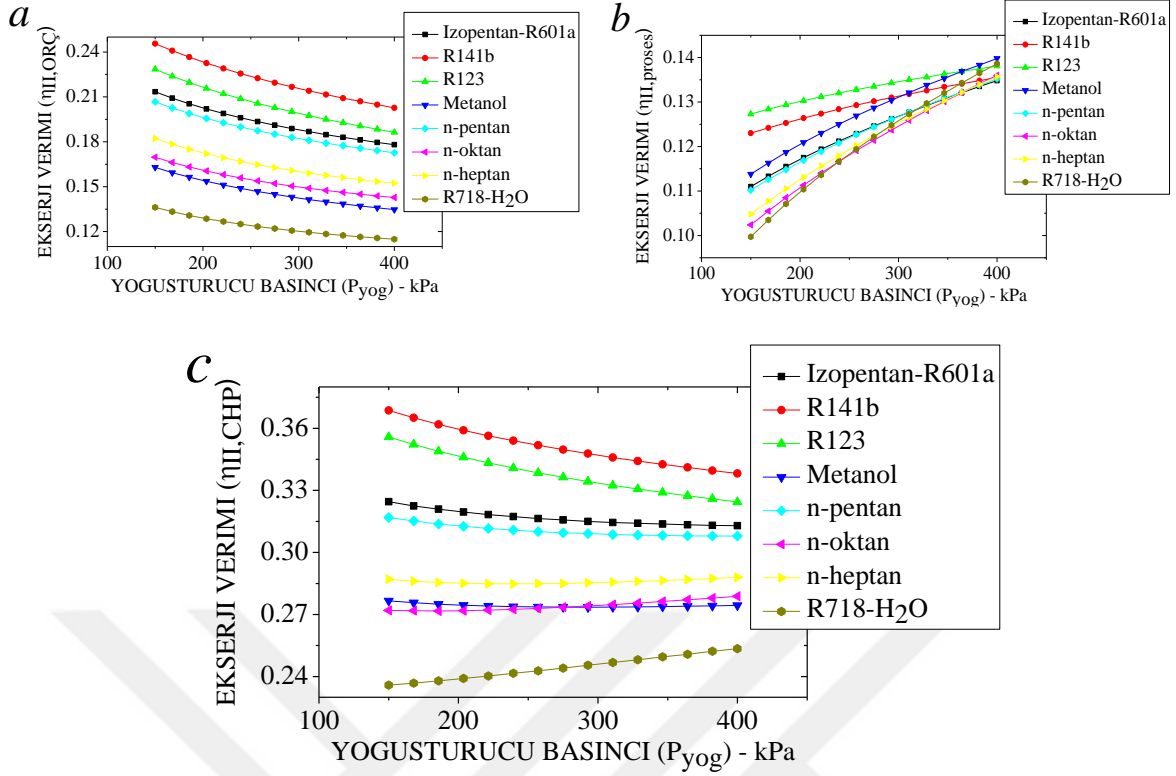 a
EKSERJI VERIMI (ηII,ORÇ)
0.24
0.21
0.18
0.15
0.12
100 200 300 400
YOGUSTURUCU BASINCI (Pyog) - kPa
Izopentan-R601a
R141b
R123
Metanol
n-pentan
n-oktan
n-heptan
R718-H2O
b
EKSERJI VERIMI (ηII,proses)
0.14
0.13
0.12
0.11
0.10
100 200 300 400
YOGUSTURUCU BASINCI (Pyog) - kPa
Izopentan-R601a
R141b
R123
Metanol
n-pentan
n-oktan
n-heptan
R718-H2O
c
EKSERJI VERIMI (ηII,CHP)
0.36
0.33
0.30
0.27
0.24
100 200 300 400
YOGUSTURUCU BASINCI (Pyog) - kPa
Izopentan-R601a
R141b
R123
Metanol
n-pentan
n-oktan
n-heptan
R718-H2O